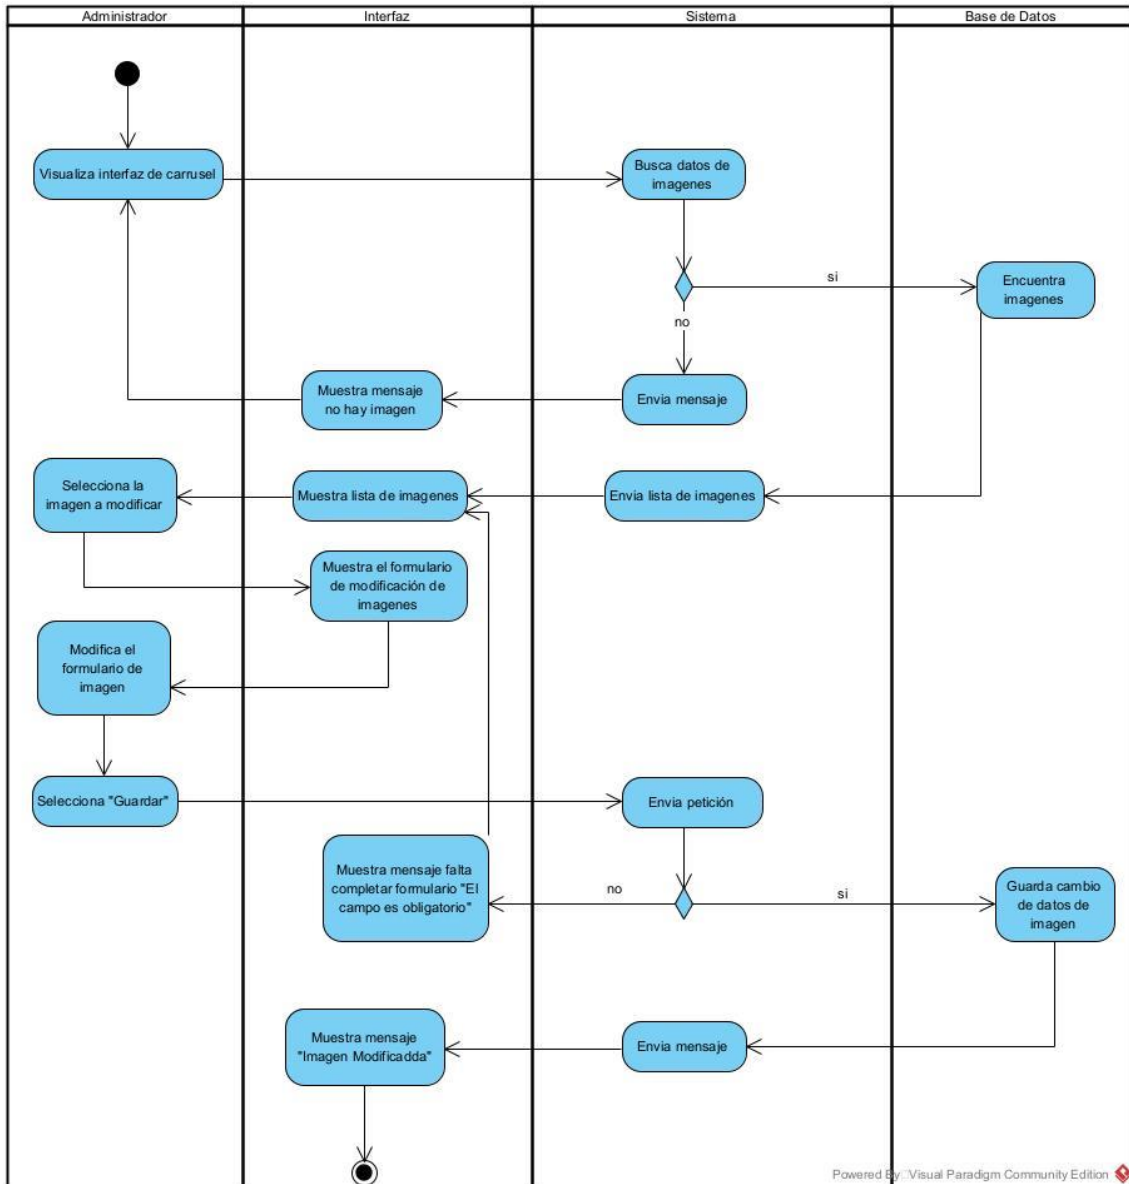 Administrador
Interfaz
Sistema
Base de Datos
Visualiza interfaz de carrusel
Busca datos de
imagenes
si
Encuentra
imagenes
no
Muestra mensaje
no hay imagen
Envia mensaje
Selecciona la
imagen a modificar
Muestra lista de imagenes
Envia lista de imagenes
Muestra el formulario
de modificación de
imagenes
Modifica el
formulario de
imagen
Selecciona "Guardar"
Envia petición
Muestra mensaje falta
completar formulario "El
campo es obligatorio"
no
si
Guarda cambio
de datos de
imagen
Muestra mensaje
"Imagen Modificadda"
Envia mensaje
Powered By Visual Paradigm Community Edition